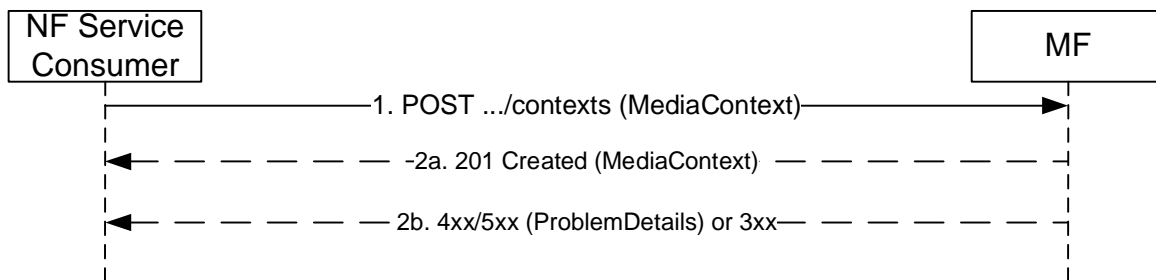 NF Service
Consumer
MF
1. POST .../contexts (MediaContext)
2a. 201 Created (MediaContext)
2b. 4xx/5xx (ProblemDetails) or 3xx